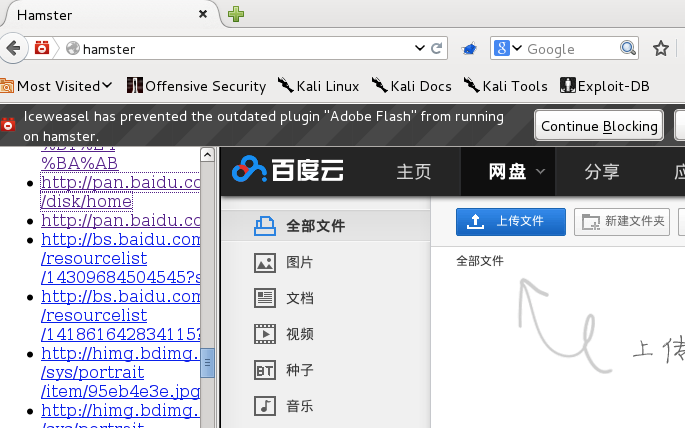 Hamster
hamster
Google
Most Visited
Offensive Security
Kali Linux
Kali Docs
Kali Tools
Exploit-DB
Iceweasel has prevented the outdated plugin "Adobe Flash" from running
on hamster.
Continue Blocking
%BA%AB
http://pan.baidu.co
/disk/home
http://pan.baidu.co
http://bs.baidu.com
/resourcelist
/14309684504545?s
http://bs.baidu.com
/resourcelist
/141861642834115?
http://himg.bdimg.
/sys/portrait
/item/95eb4e3e.jpg
http://himg.bdimg.
百度云
主页
网盘
分享
全部文件
图片
文档
视频
BT
种子
音乐
上传文件
新建文件夹
全部文件
上传